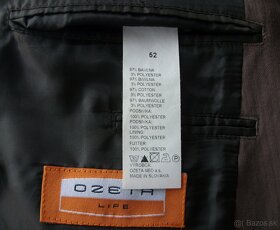 52
97% BAVLNA
3% POLYESTER
97% BAVLNA
3% POLYESTER
97% COTTON
3% POLYESTER
97% BAUMWOLLE
3% POLYESTER
PODŠÍVKA:
100% POLYESTER
PODŠÍVKA:
100% POLYESTER
LINING:
100% POLYESTER
FUTTER:
100% POLYESTER
VÝROBCA:
OZETA NEO a.s.
MADE IN SLOVAKIA
OZETA
LIFE
bazos.sk